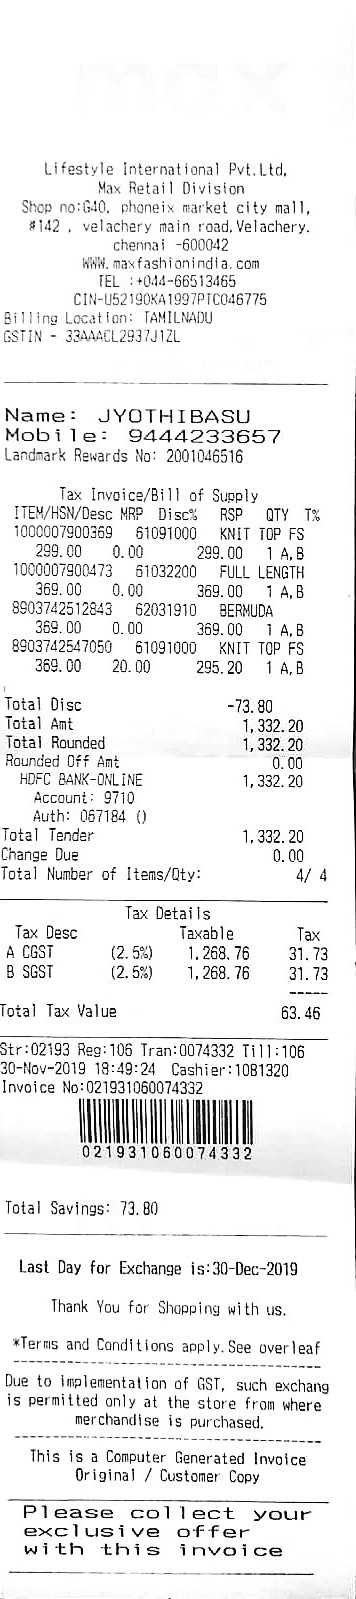 Lifestyle International Pvt.Ltd,
Max Retail Division
Shop no:G40, phoneix market city mall,
#142 , velachery main road,Velachery.
chennai -600042
WWW.maxfashionindia.com
TEL :+044-66513465
CIN-U52190KA1997PTC046775
Billing Location: TAMILNADU
GSTIN - 33AAACL2937J1ZL
Name: JYOTHIBASU
Mobile: 9444233657
Landmark Rewards No: 2001046516
Tax Invoice/Bill of Supply
ITEM/HSN/Desc MRP Disc% RSP QTY T%
1000007900369 61091000 KNIT TOP FS
299.00 0.00 299.00 1 A,B
1000007900473 61032200 FULL LENGTH
369.00 0.00 369.00 1 A,B
8903742512843 62031910 BERMUDA
369.00 0.00 369.00 1 A,B
8903742547050 61091000 KNIT TOP FS
369.00 20.00 295.20 1 A,B
Total Disc -73.80
Total Amt 1,332.20
Total Rounded 1,332.20
Rounded Off Amt 0.00
HDFC BANK-ONLINE 1,332.20
Account: 9710
Auth: 067184 ()
Total Tender 1,332.20
Change Due 0.00
Total Number of Items/Qty: 4/ 4
Tax Details
Tax Desc Taxable Tax
A CGST (2.5%) 1,268.76 31.73
B SGST (2.5%) 1,268.76 31.73
-----
Total Tax Value 63.46
Str:02193 Reg:106 Tran:0074332 Till:106
30-Nov-2019 18:49:24 Cashier:1081320
Invoice No:021931060074332
021931060074332
Total Savings: 73.80
Last Day for Exchange is:30-Dec-2019
Thank You for Shopping with us.
*Terms and Conditions apply.See overleaf
Due to implementation of GST, such exchang
is permitted only at the store from where
merchandise is purchased.
This is a Computer Generated Invoice
Original / Customer Copy
Please collect your
exclusive offer
with this invoice